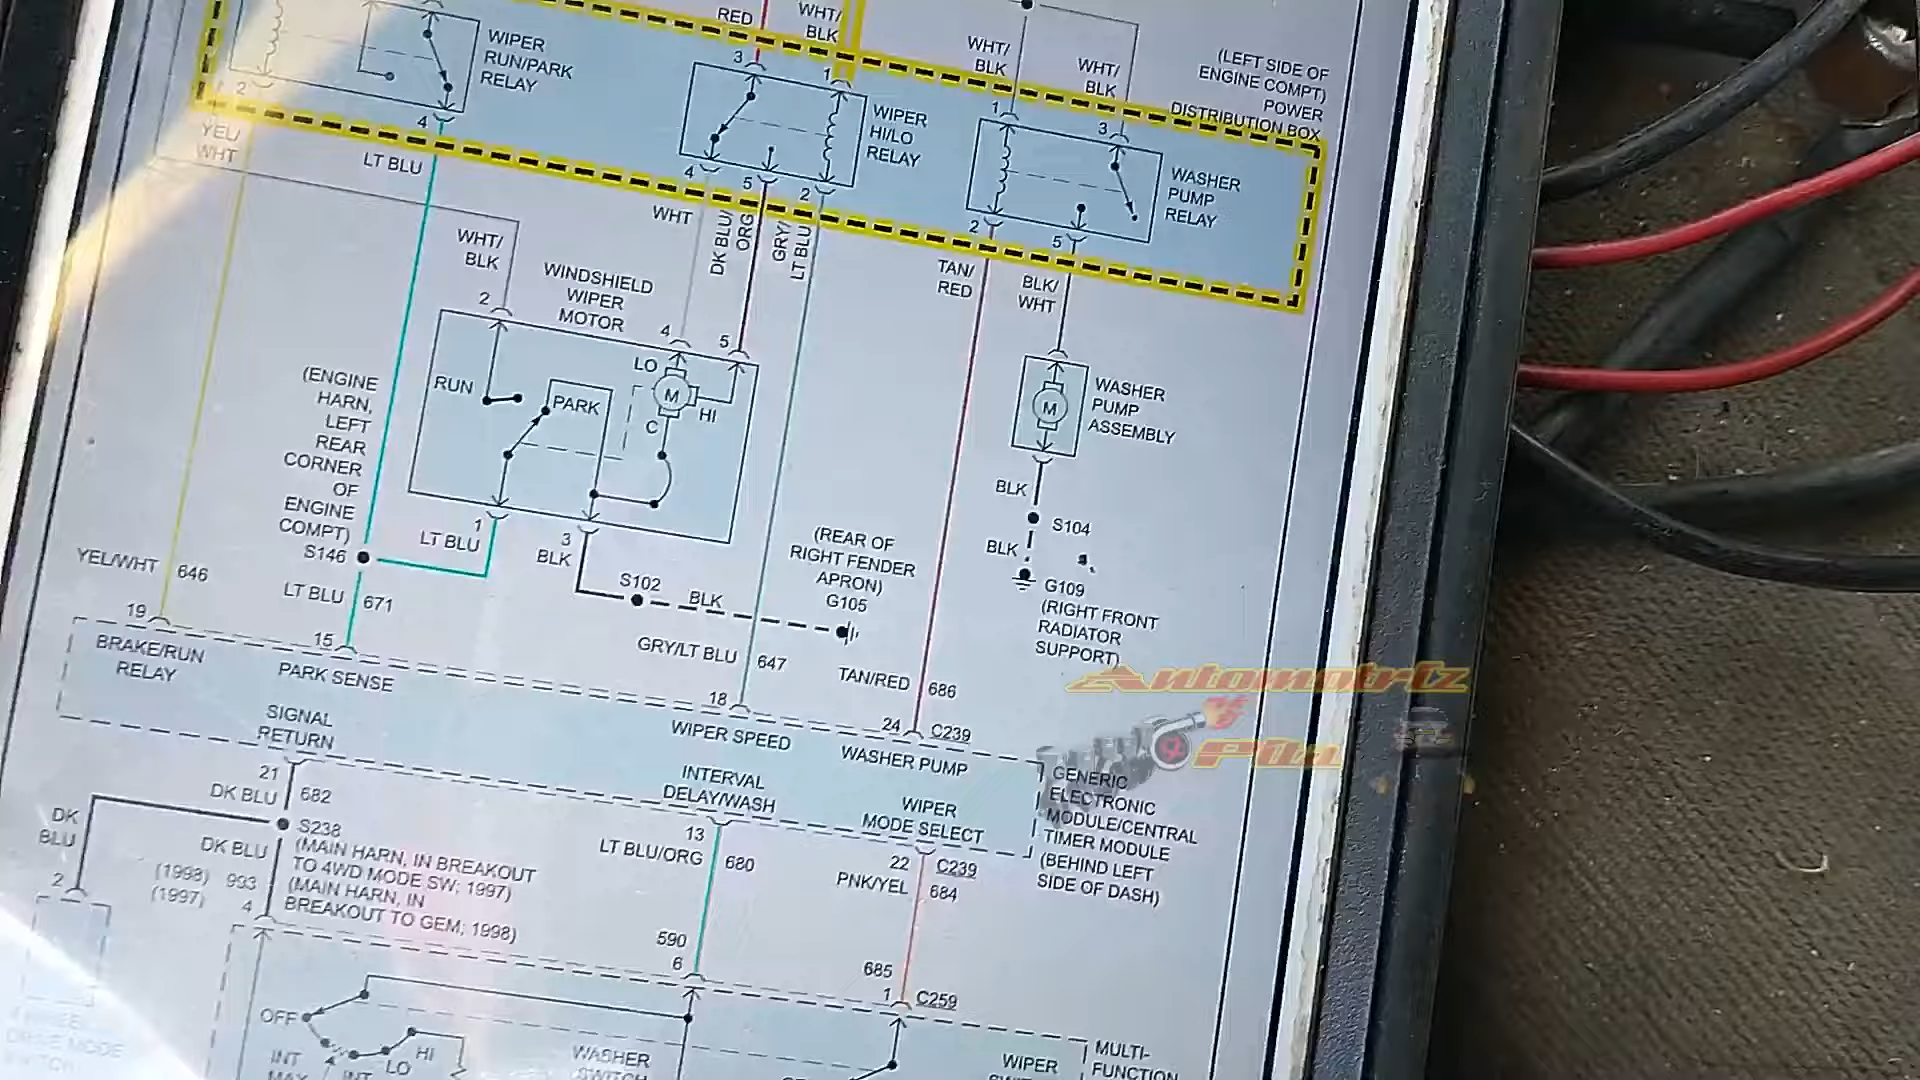 RED
WHT/
BLK
WIPER
RUN/PARK
RELAY
WHT/
BLK
WHT/
BLK
(LEFT SIDE OF
ENGINE COMPT)
POWER
DISTRIBUTION BOX
3
1
1
3
2
4
WIPER
HI/LO
RELAY
WASHER
PUMP
RELAY
YEL/
WHT
LT BLU
4
5
2
2
5
WHT
DK BLU/
ORG
GRY/
LT BLU
TAN/
RED
BLK/
WHT
WHT/
BLK
WINDSHIELD
WIPER
MOTOR
2
4
5
LO
RUN
PARK
M
HI
C
M
WASHER
PUMP
ASSEMBLY
(ENGINE
HARN,
LEFT
REAR
CORNER
OF
ENGINE
COMPT)
S146
1
LT BLU
3
BLK
BLK
S104
BLK
G109
(RIGHT FRONT
RADIATOR
SUPPORT)
(REAR OF
RIGHT FENDER
APRON)
G105
S102
BLK
YEL/WHT
646
LT BLU
671
GRY/LT BLU
647
TAN/RED
686
19
15
18
24
C239
BRAKE/RUN
RELAY
PARK SENSE
WIPER SPEED
WASHER PUMP
SIGNAL
RETURN
INTERVAL
DELAY/WASH
WIPER
MODE SELECT
GENERIC
ELECTRONIC
MODULE/CENTRAL
TIMER MODULE
(BEHIND LEFT
SIDE OF DASH)
Automotriz
Pilu
21
DK BLU
682
13
LT BLU/ORG
680
22
C239
PNK/YEL
684
DK
BLU
S238
(MAIN HARN, IN BREAKOUT
TO 4WD MODE SW; 1997)
(MAIN HARN, IN
BREAKOUT TO GEM; 1998)
DK BLU
(1998) 993
(1997)
2
4
590
6
685
1
C259
OFF
INT
MAX
INT
LO
HI
WASHER
SWITCH
WIPER
MULTI-
FUNCTION
DRIVE MODE
SWITCH